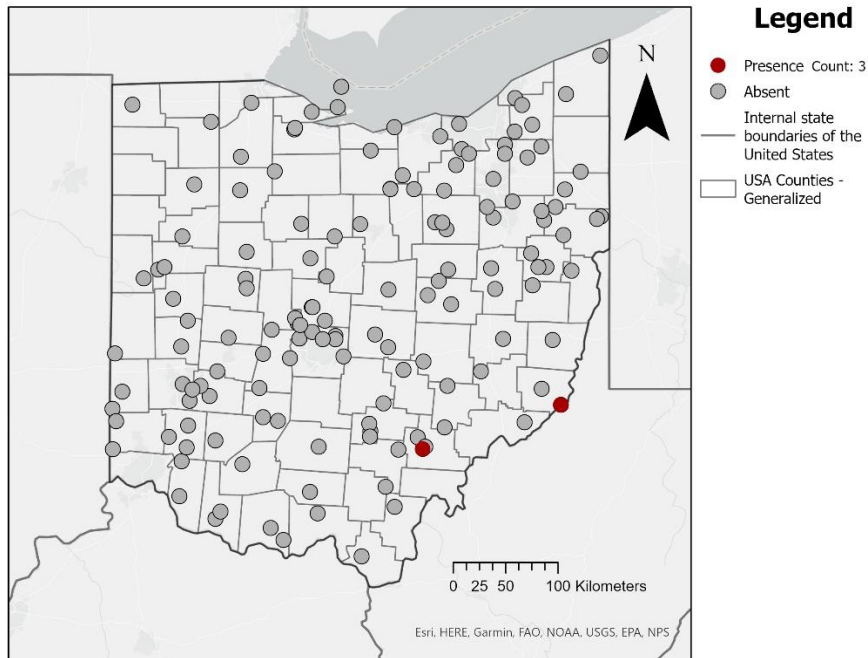 Legend
N
Presence Count: 3
Absent
Internal state
boundaries of the
United States
USA Counties -
Generalized
0 25 50 100 Kilometers
Esri, HERE, Garmin, FAO, NOAA, USGS, EPA, NPS